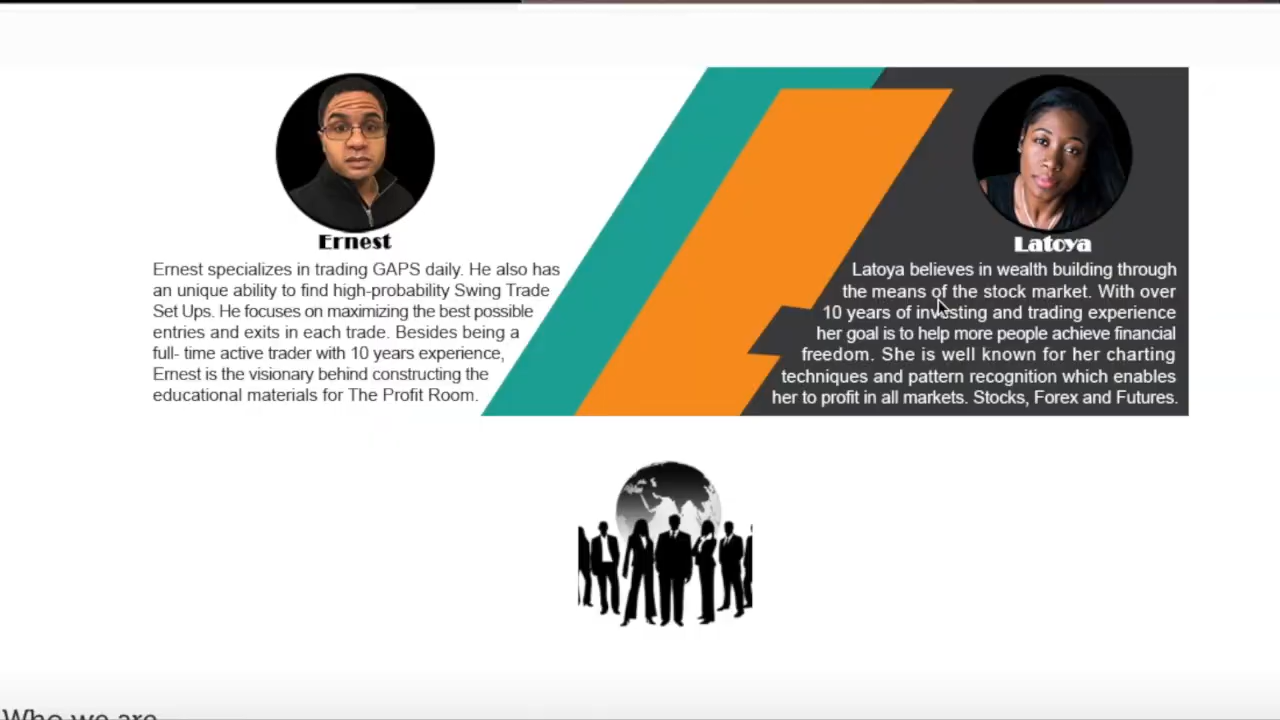 Ernest
Ernest specializes in trading GAPS daily. He also has
an unique ability to find high-probability Swing Trade
Set Ups. He focuses on maximizing the best possible
entries and exits in each trade. Besides being a
full- time active trader with 10 years experience,
Ernest is the visionary behind constructing the
educational materials for The Profit Room.
Latoya
Latoya believes in wealth building through
the means of the stock market. With over
10 years of investing and trading experience
her goal is to help more people achieve financial
freedom. She is well known for her charting
techniques and pattern recognition which enables
her to profit in all markets. Stocks, Forex and Futures.
Who we are